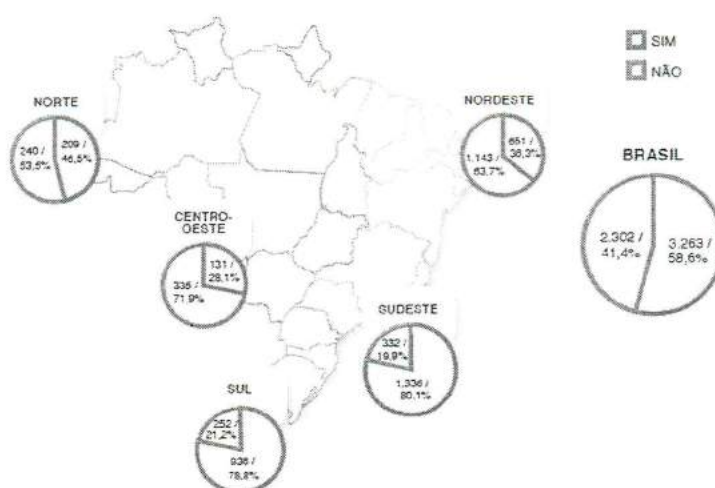 SIM
NÃO
NORTE
240 /
53,5%
209 /
46,5%
NORDESTE
651 /
36,3%
1.143 /
63,7%
BRASIL
2.302 /
41,4%
3.263 /
58,6%
CENTRO-
OESTE
131 /
28,1%
335 /
71,9%
SUDESTE
332 /
19,9%
1.336 /
80,1%
SUL
252 /
21,2%
936 /
78,8%